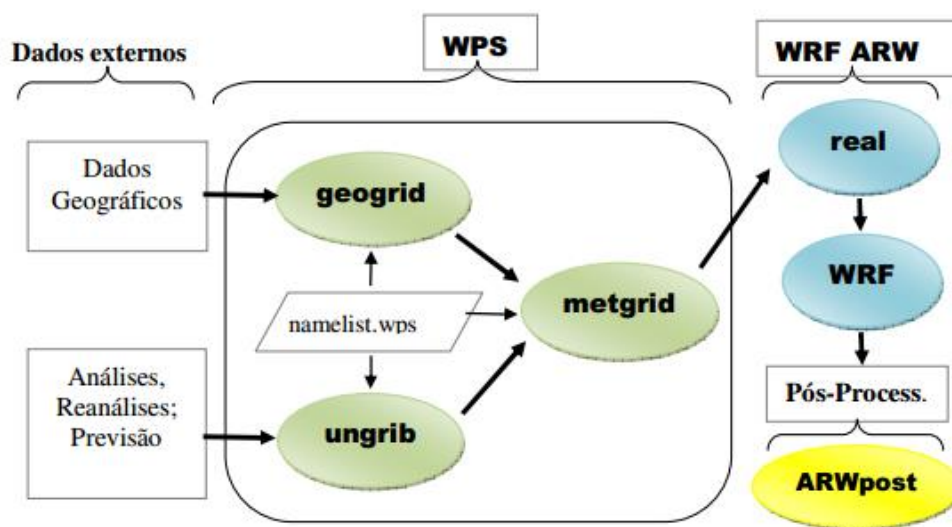 Dados externos
WPS
WRF ARW
Dados
Geográficos
Análises,
Reanálises;
Previsão
geogrid
namelist.wps
ungrib
metgrid
real
WRF
Pós-Process.
ARWpost